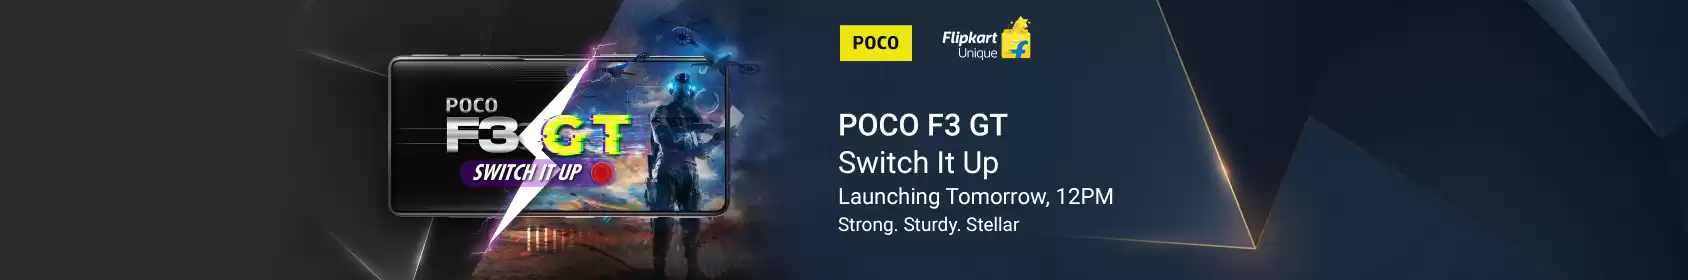 POCO
F3 GT
SWITCH IT UP
POCO
Flipkart
Unique
POCO F3 GT
Switch It Up
Launching Tomorrow, 12PM
Strong. Sturdy. Stellar